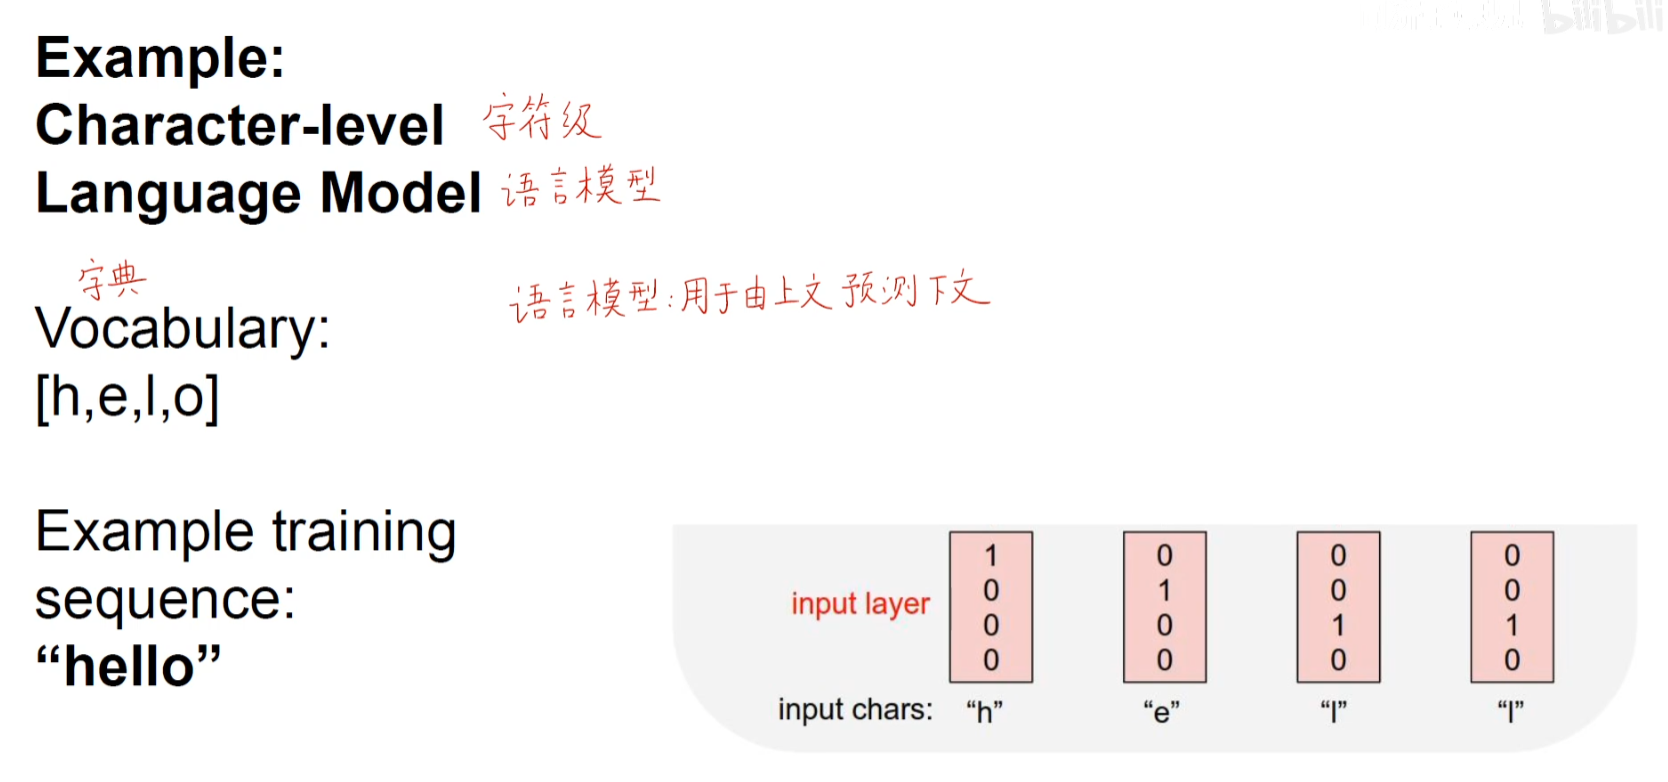 bilibili
Example:
Character-level 字符级
Language Model 语言模型
字典
语言模型:用于由上文预测下文
Vocabulary:
[h,e,l,o]
Example training
sequence:
“hello”
1 0 0 0
input layer
0 1 0 0
0 0 1 1
0 0 0 0
input chars: “h” “e” “l” “l”